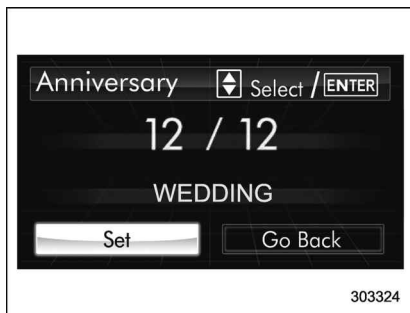 Anniversary Select / ENTER
12 / 12
WEDDING
Set Go Back
303324